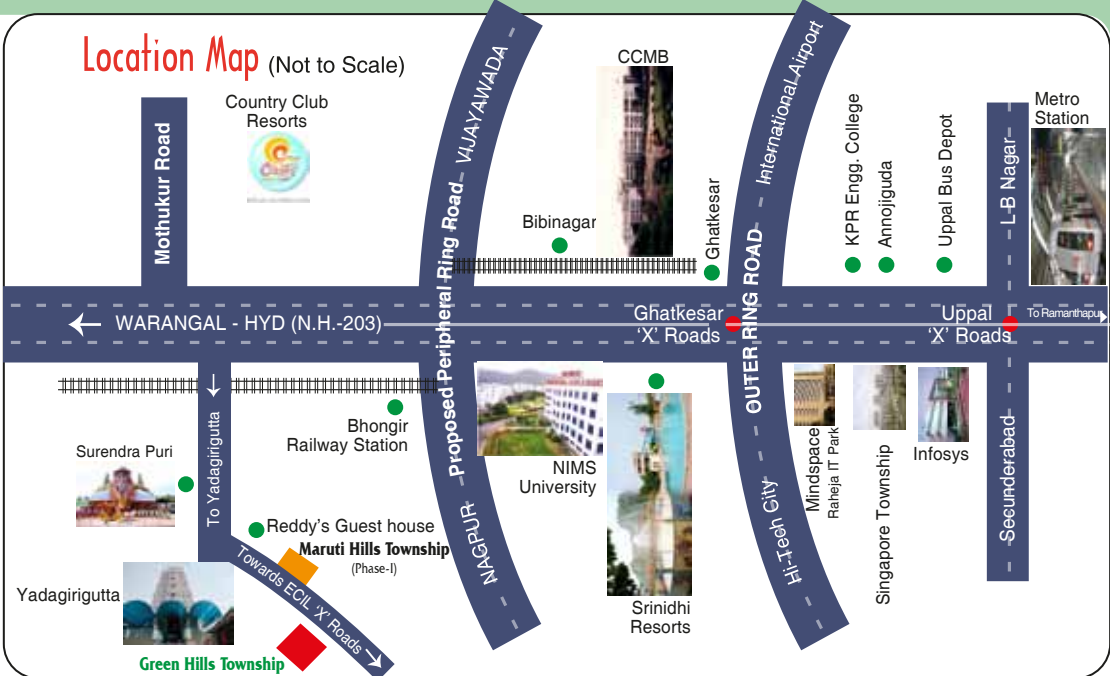 Location Map (Not to Scale)
Country Club
Resorts
Mothukur Road
NAGPUR
Proposed Peripheral Ring Road
VIJAYAWADA
CCMB
Bibinagar
Ghatkesar
International Airport
OUTER RING ROAD
Hi-Tech City
KPR Engg. College
Annojiguda
Uppal Bus Depot
L-B Nagar
Metro
Station
WARANGAL - HYD (N.H.-203)
Ghatkesar
'X' Roads
Uppal
'X' Roads
To Ramanthapur
To Yadagirigutta
Bhongir
Railway Station
Surendra Puri
Reddy's Guest house
Maruti Hills Township
(Phase-I)
Towards ECIL 'X' Roads
Yadagirigutta
Green Hills Township
NIMS
University
Srinidhi
Resorts
Mindspace
Raheja IT Park
Singapore Township
Infosys
Secunderabad